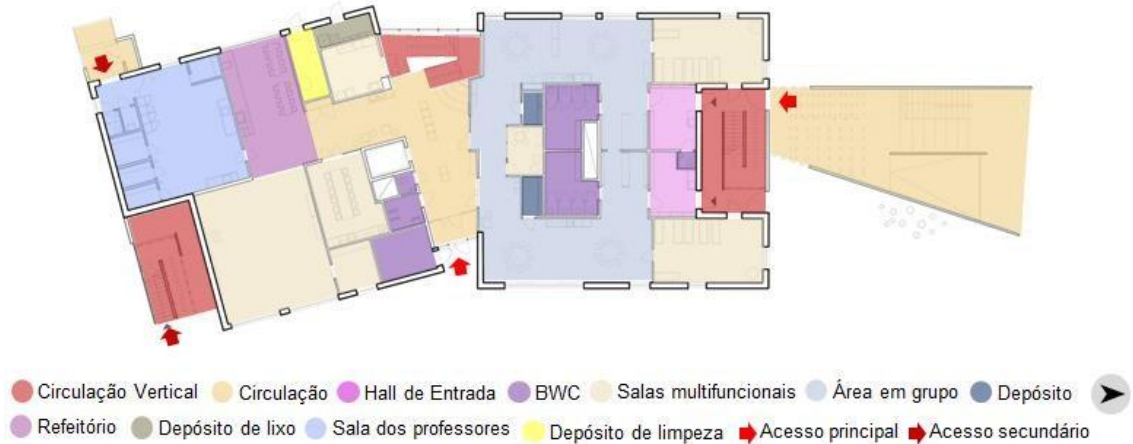 Circulação Vertical Circulação Hall de Entrada BWC Salas multifuncionais Área em grupo Depósito
Refeitório Depósito de lixo Sala dos professores Depósito de limpeza Acesso principal Acesso secundário